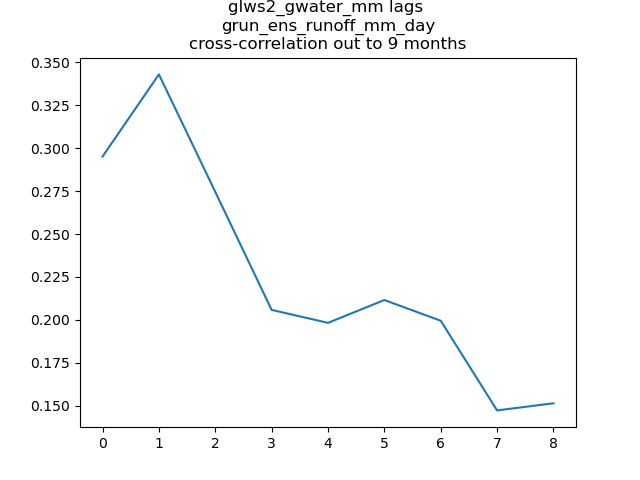 glws2_gwater_mm lags
grun_ens_runoff_mm_day
cross-correlation out to 9 months
0.350
0.325
0.300
0.275
0.250
0.225
0.200
0.175
0.150
0 1 2 3 4 5 6 7 8